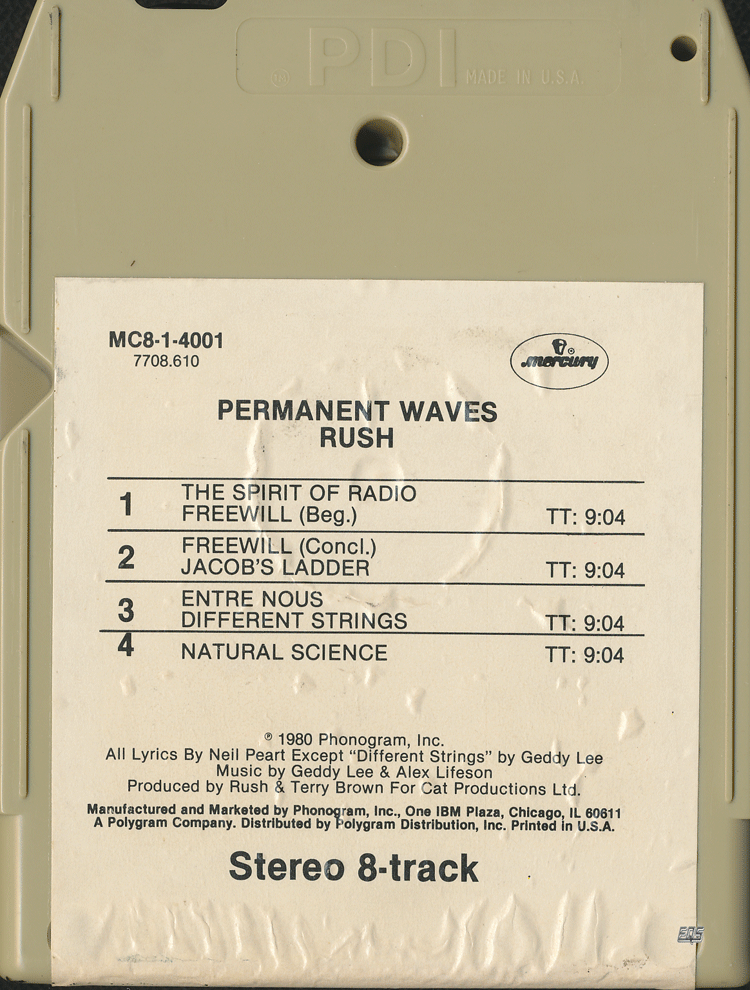 PDI MADE IN U.S.A.
MC8-1-4001
7708.610
mercury
PERMANENT WAVES
RUSH
1 THE SPIRIT OF RADIO
FREEWILL (Beg.) TT: 9:04
2 FREEWILL (Concl.)
JACOB'S LADDER TT: 9:04
3 ENTRE NOUS
DIFFERENT STRINGS TT: 9:04
4 NATURAL SCIENCE TT: 9:04
℗ 1980 Phonogram, Inc.
All Lyrics By Neil Peart Except "Different Strings" by Geddy Lee
Music by Geddy Lee & Alex Lifeson
Produced by Rush & Terry Brown For Cat Productions Ltd.
Manufactured and Marketed by Phonogram, Inc., One IBM Plaza, Chicago, IL 60611
A Polygram Company. Distributed by Polygram Distribution, Inc. Printed in U.S.A.
Stereo 8-track